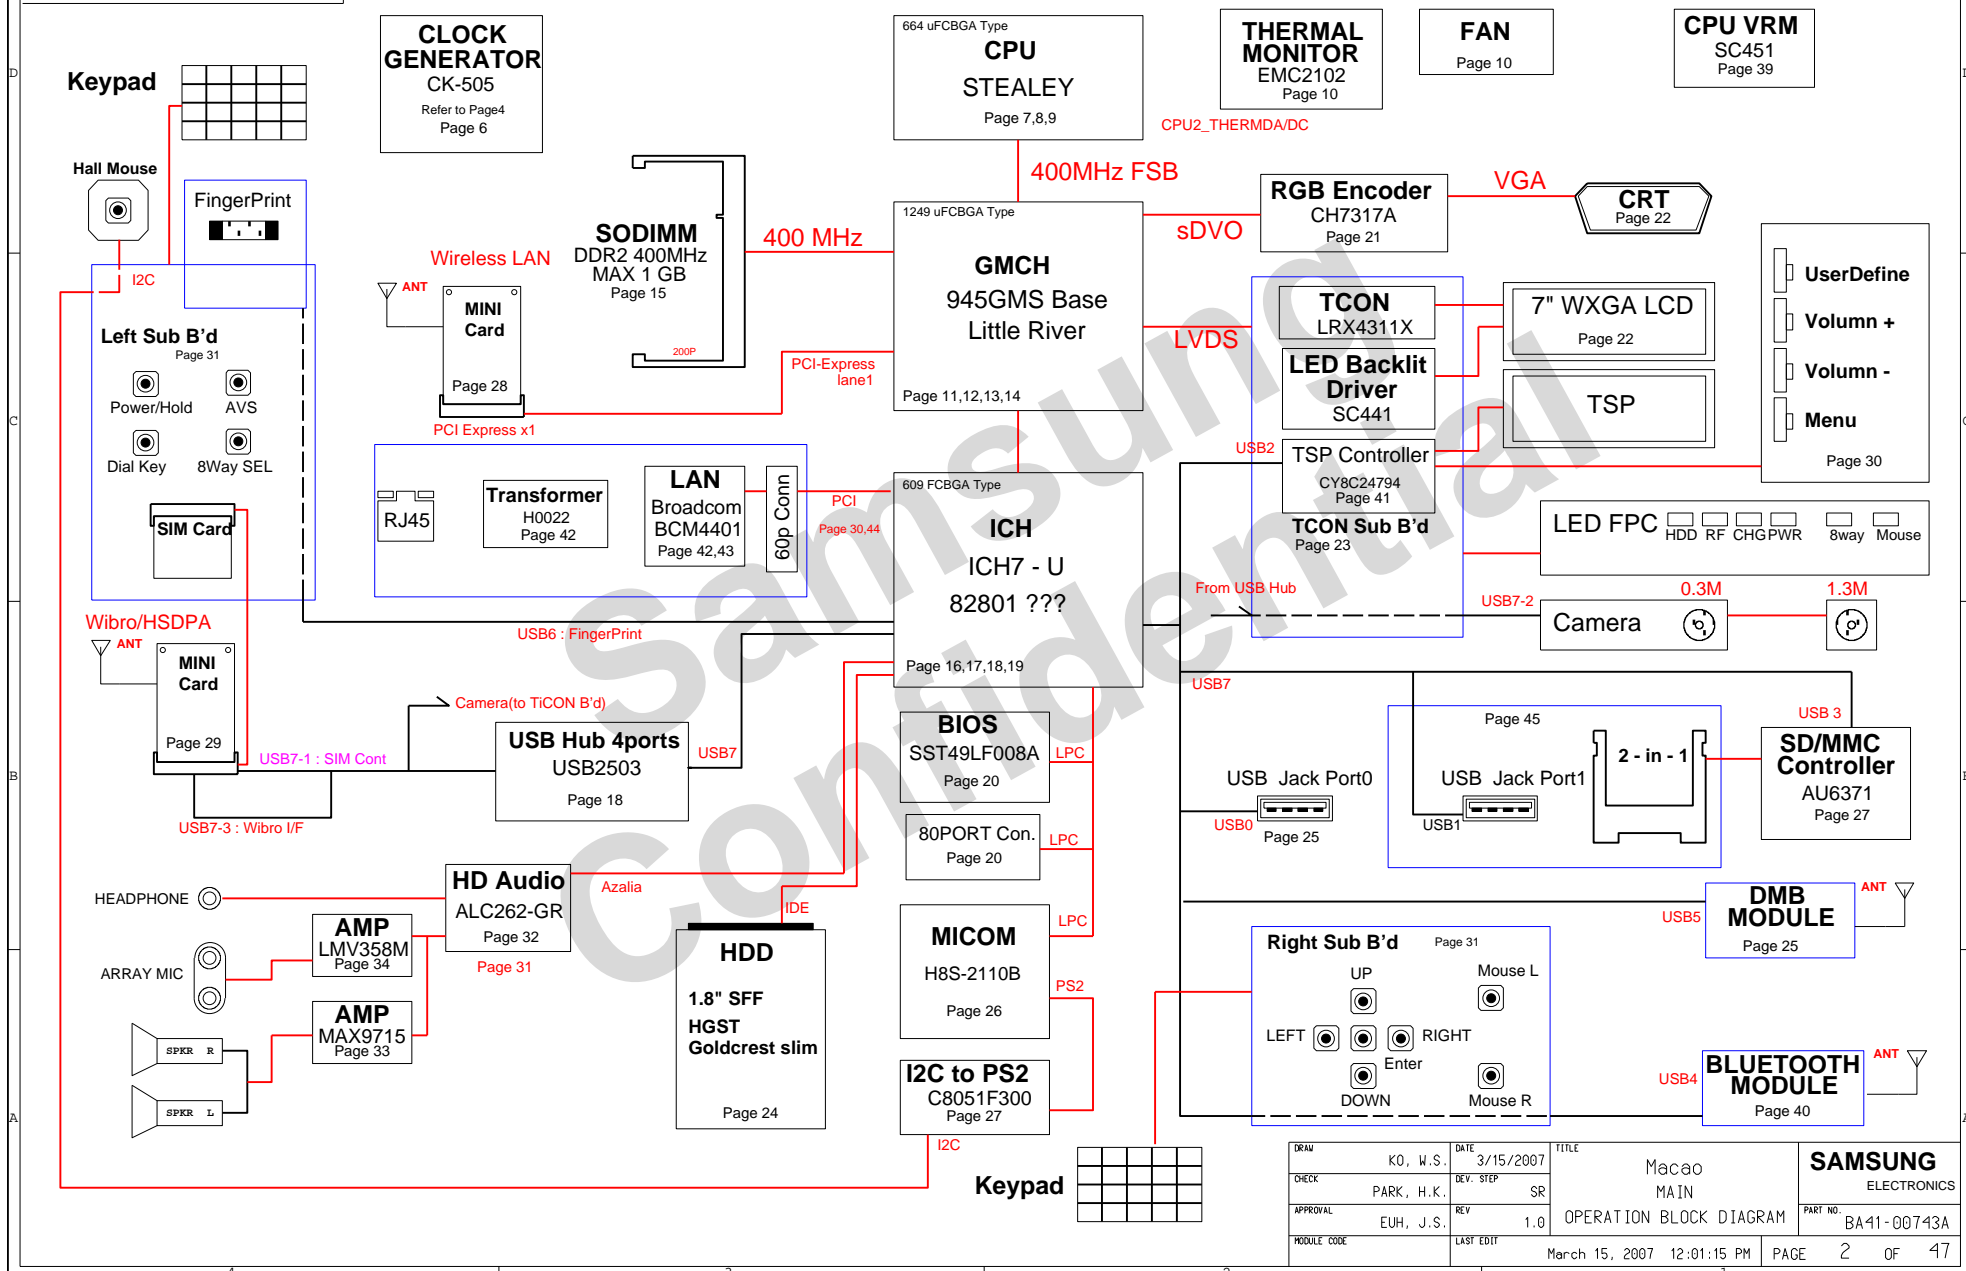 CLOCK
GENERATOR
CK-505
Refer to Page4
Page 6
664 uFCBGA Type
CPU
STEALEY
Page 7,8,9
THERMAL
MONITOR
EMC2102
Page 10
FAN
Page 10
CPU VRM
SC451
Page 39
D
Keypad
CPU2_THERMDA/DC
400MHz FSB
Hall Mouse
FingerPrint
I2C
SODIMM
DDR2 400MHz
MAX 1 GB
Page 15
200P
400 MHz
1249 uFCBGA Type
GMCH
945GMS Base
Little River
Page 11,12,13,14
sDVO
RGB Encoder
CH7317A
Page 21
VGA
CRT
Page 22
Wireless LAN
ANT
MINI
Card
Page 28
PCI Express x1
PCI-Express
lane1
LVDS
TCON
LRX4311X
LED Backlit
Driver
SC441
USB2
TSP Controller
CY8C24794
Page 41
TCON Sub B'd
Page 23
7" WXGA LCD
Page 22
TSP
UserDefine
Volumn +
Volumn -
Menu
Page 30
Left Sub B'd
Page 31
Power/Hold
AVS
Dial Key
8Way SEL
C
SIM Card
RJ45
Transformer
H0022
Page 42
LAN
Broadcom
BCM4401
Page 42,43
60p Conn
PCI
Page 30,44
609 FCBGA Type
ICH
ICH7 - U
82801 ???
Page 16,17,18,19
LED FPC
HDD
RF
CHG
PWR
8way
Mouse
From USB Hub
USB7-2
Camera
0.3M
1.3M
Wibro/HSDPA
ANT
MINI
Card
Page 29
USB6 : FingerPrint
Camera(to TiCON B'd)
USB7-1 : SIM Cont
USB7-3 : Wibro I/F
USB Hub 4ports
USB2503
Page 18
USB7
B
BIOS
SST49LF008A
Page 20
LPC
80PORT Con.
Page 20
LPC
USB7
USB Jack Port0
USB0
Page 25
Page 45
USB Jack Port1
USB1
2 - in - 1
USB 3
SD/MMC
Controller
AU6371
Page 27
HEADPHONE
ARRAY MIC
SPKR R
SPKR L
AMP
LMV358M
Page 34
AMP
MAX9715
Page 33
HD Audio
ALC262-GR
Page 32
Page 31
Azalia
IDE
HDD
1.8" SFF
HGST
Goldcrest slim
Page 24
MICOM
H8S-2110B
Page 26
LPC
PS2
I2C to PS2
C8051F300
Page 27
I2C
Right Sub B'd
Page 31
UP
Mouse L
LEFT
RIGHT
Enter
DOWN
Mouse R
USB5
DMB
MODULE
Page 25
ANT
USB4
BLUETOOTH
MODULE
Page 40
ANT
A
Keypad
Samsung
Confidential
DRAW
KO, W.S.
DATE
3/15/2007
TITLE
Macao
MAIN
OPERATION BLOCK DIAGRAM
SAMSUNG
ELECTRONICS
CHECK
PARK, H.K.
DEV. STEP
SR
APPROVAL
EUH, J.S.
REV
1.0
PART NO.
BA41-00743A
MODULE CODE
LAST EDIT
March 15, 2007 12:01:15 PM
PAGE 2 OF 47